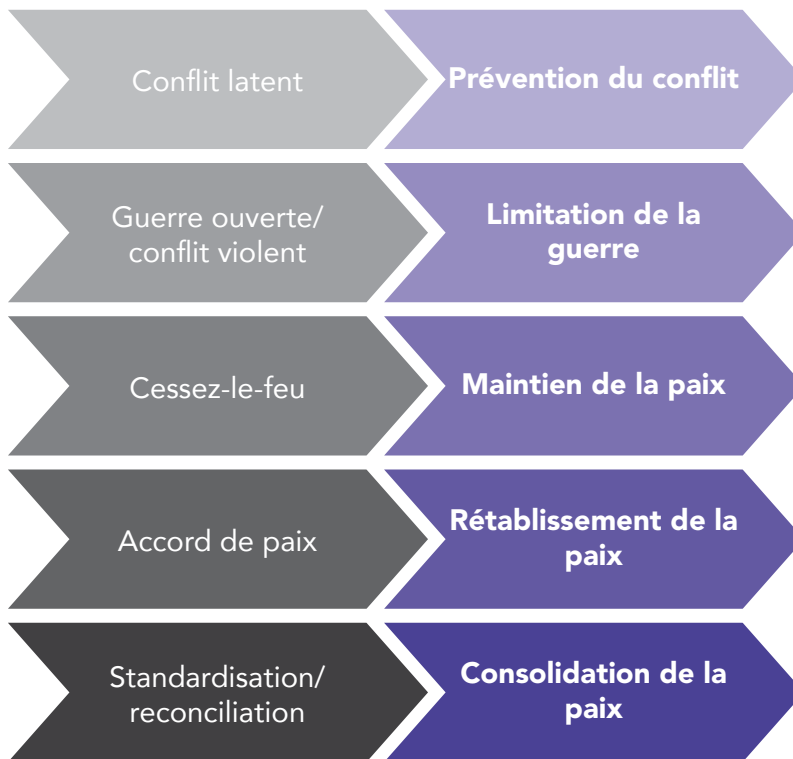 Conflit latent
Prévention du conflit
Guerre ouverte/
conflit violent
Limitation de la
guerre
Cessez-le-feu
Maintien de la paix
Accord de paix
Rétablissement de la
paix
Standardisation/
reconciliation
Consolidation de la
paix